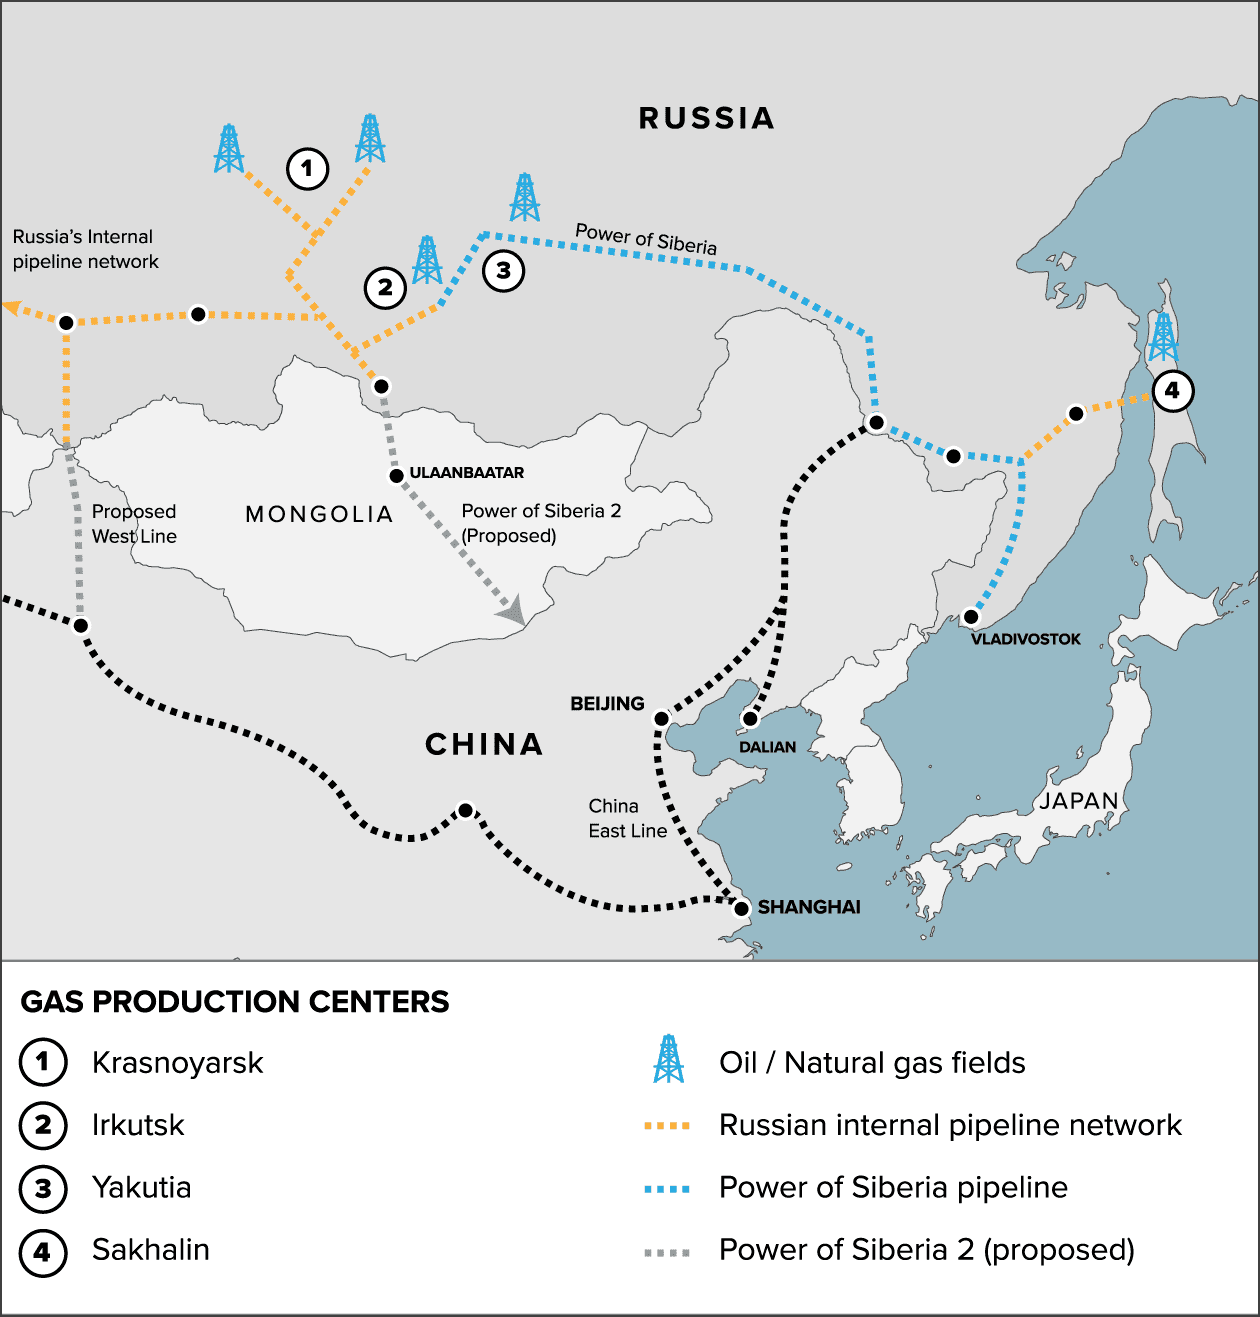 RUSSIA
1
Russia's Internal
pipeline network
Power of Siberia
2
3
4
ULAANBAATAR
MONGOLIA
Power of Siberia 2
(Proposed)
Proposed
West Line
VLADIVOSTOK
BEIJING
CHINA
DALIAN
China
East Line
JAPAN
SHANGHAI
GAS PRODUCTION CENTERS
1 Krasnoyarsk
2 Irkutsk
3 Yakutia
4 Sakhalin
Oil / Natural gas fields
Russian internal pipeline network
Power of Siberia pipeline
Power of Siberia 2 (proposed)